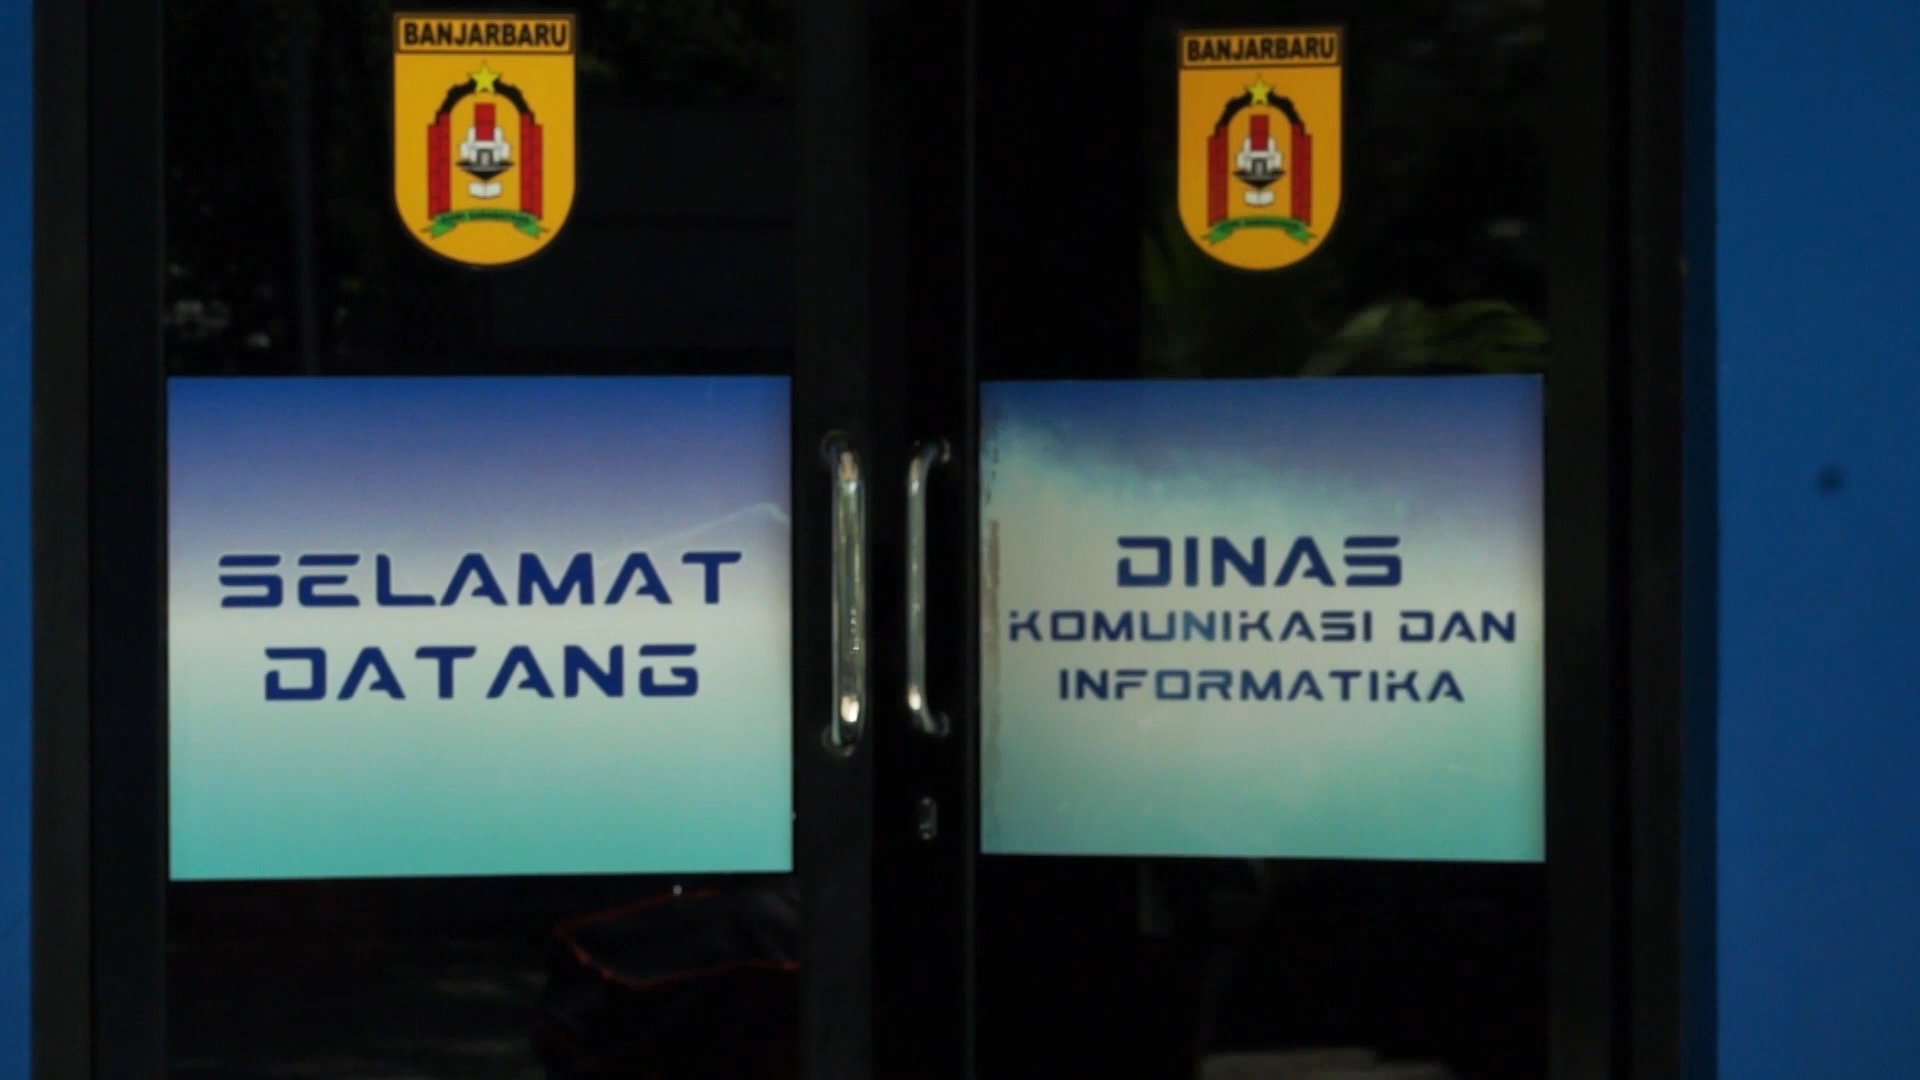 BANJARBARU
SELAMAT
DATANG
BANJARBARU
DINAS
KOMUNIKASI DAN
INFORMATIKA